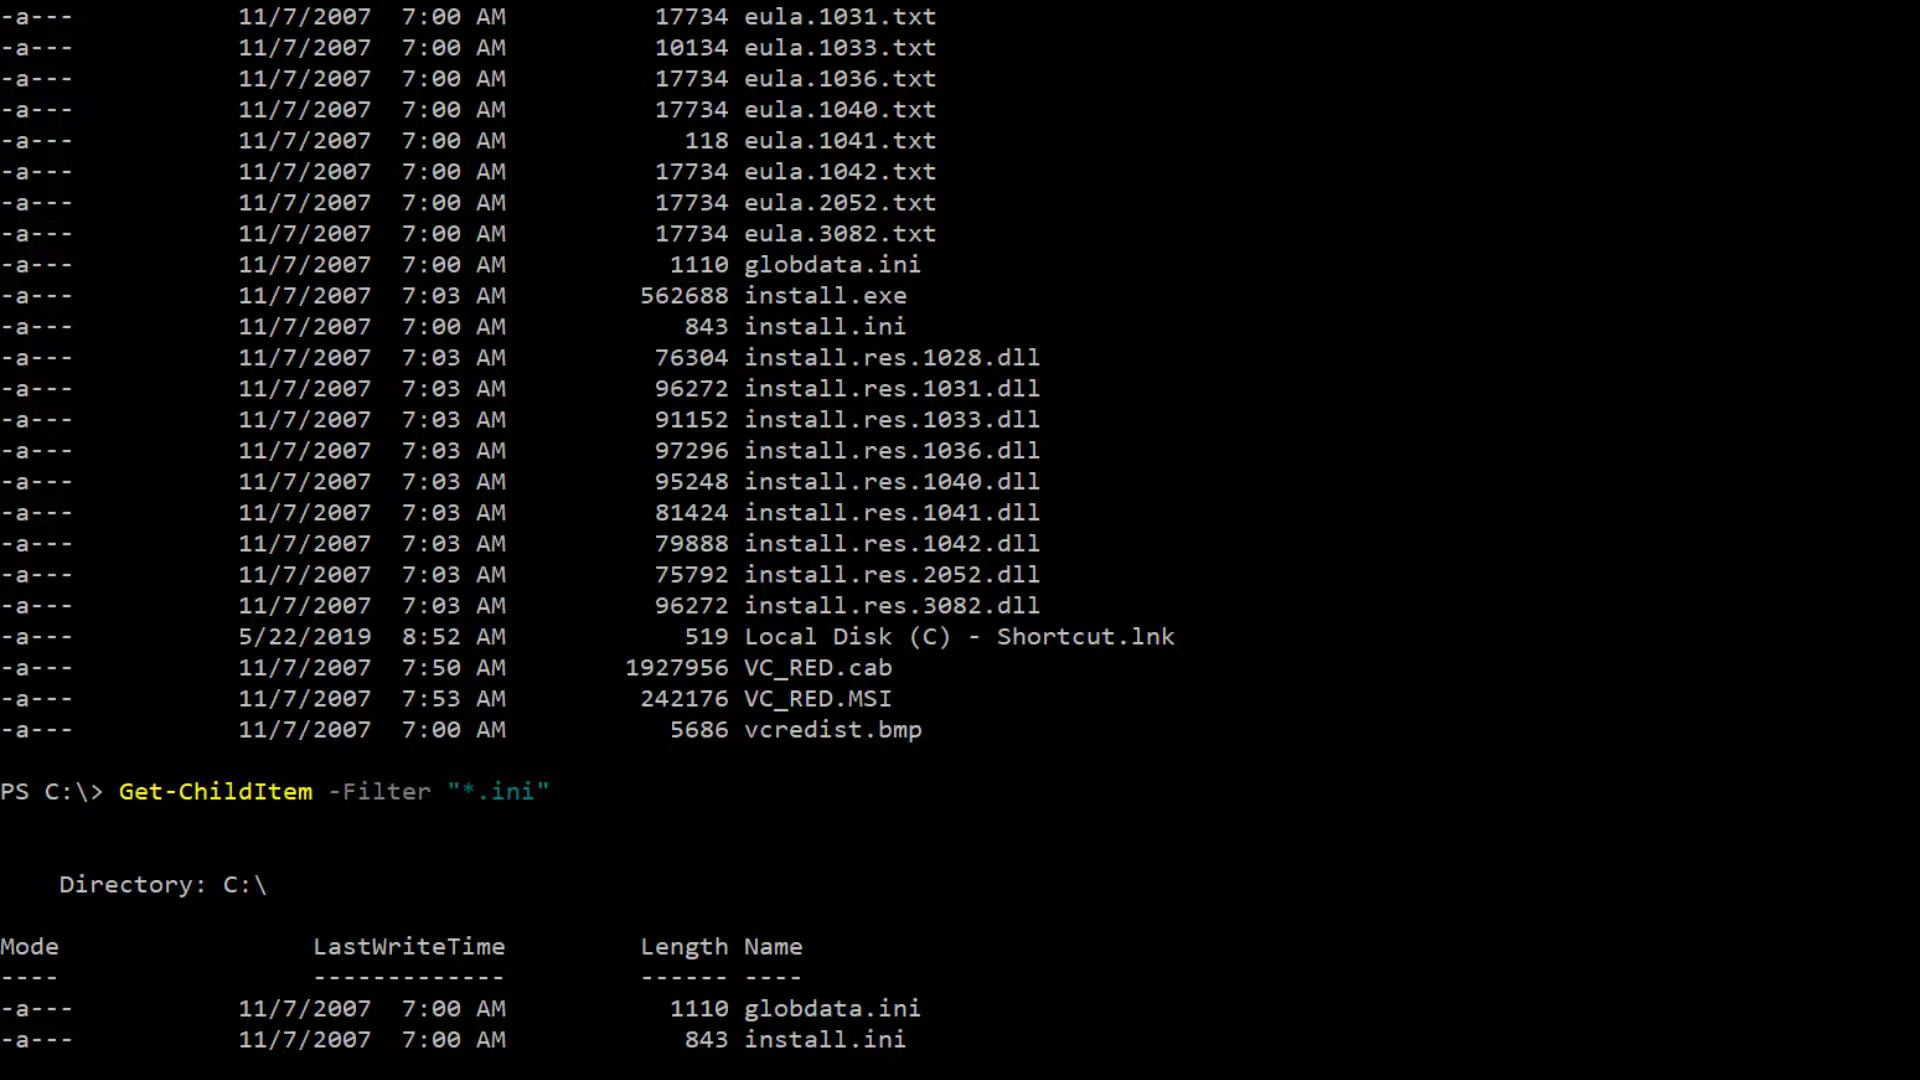 -a---           11/7/2007  7:00 AM          17734 eula.1031.txt
-a---           11/7/2007  7:00 AM          10134 eula.1033.txt
-a---           11/7/2007  7:00 AM          17734 eula.1036.txt
-a---           11/7/2007  7:00 AM          17734 eula.1040.txt
-a---           11/7/2007  7:00 AM            118 eula.1041.txt
-a---           11/7/2007  7:00 AM          17734 eula.1042.txt
-a---           11/7/2007  7:00 AM          17734 eula.2052.txt
-a---           11/7/2007  7:00 AM          17734 eula.3082.txt
-a---           11/7/2007  7:00 AM           1110 globdata.ini
-a---           11/7/2007  7:03 AM         562688 install.exe
-a---           11/7/2007  7:00 AM            843 install.ini
-a---           11/7/2007  7:03 AM          76304 install.res.1028.dll
-a---           11/7/2007  7:03 AM          96272 install.res.1031.dll
-a---           11/7/2007  7:03 AM          91152 install.res.1033.dll
-a---           11/7/2007  7:03 AM          97296 install.res.1036.dll
-a---           11/7/2007  7:03 AM          95248 install.res.1040.dll
-a---           11/7/2007  7:03 AM          81424 install.res.1041.dll
-a---           11/7/2007  7:03 AM          79888 install.res.1042.dll
-a---           11/7/2007  7:03 AM          75792 install.res.2052.dll
-a---           11/7/2007  7:03 AM          96272 install.res.3082.dll
-a---           5/22/2019  8:52 AM            519 Local Disk (C) - Shortcut.lnk
-a---           11/7/2007  7:50 AM        1927956 VC_RED.cab
-a---           11/7/2007  7:53 AM         242176 VC_RED.MSI
-a---           11/7/2007  7:00 AM           5686 vcredist.bmp
PS C:\> Get-ChildItem -Filter "*.ini"
    Directory: C:\
Mode                 LastWriteTime         Length Name
----                 -------------         ------ ----
-a---           11/7/2007  7:00 AM           1110 globdata.ini
-a---           11/7/2007  7:00 AM            843 install.ini